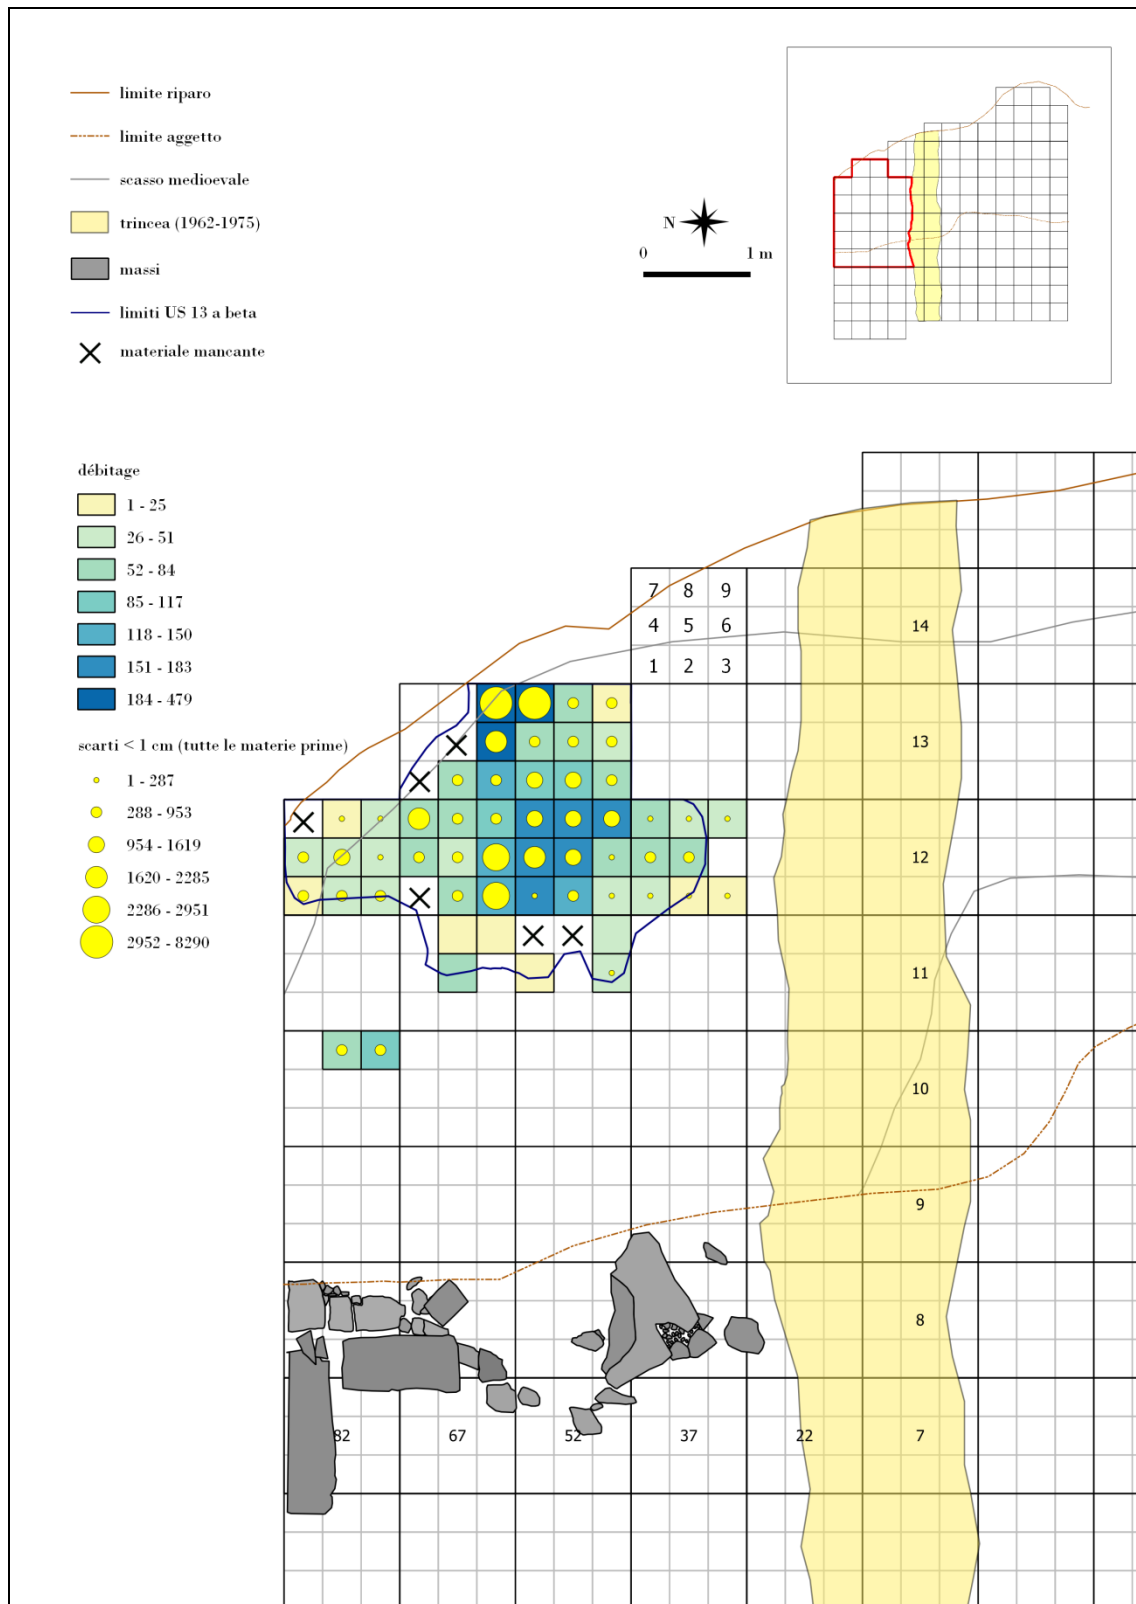 limite riparo
limite aggetto
scasso medioevale
trincea (1962-1975)
massi
limiti US 13 a beta
materiale mancante
N
0 1 m
débitage
1 - 25
26 - 51
52 - 84
85 - 117
118 - 150
151 - 183
184 - 479
scarti < 1 cm (tutte le materie prime)
1 - 287
288 - 953
954 - 1619
1620 - 2285
2286 - 2951
2952 - 8290
7 8 9
4 5 6
1 2 3
14
13
12
11
10
9
8
82 67 52 37 22 7